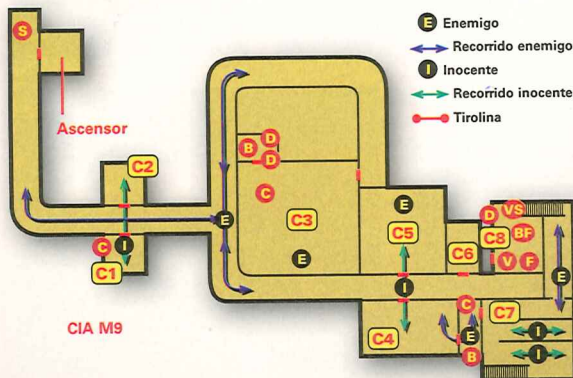 S
E Enemigo
Recorrido enemigo
I Inocente
Recorrido inocente
Tirolina
Ascensor
C2
C
I
C1
E
D
B
D
C
C3
E
E
C5
I
C4
C6
D
VS
C8
BF
V
F
E
C
E
B
C7
I
I
CIA M9